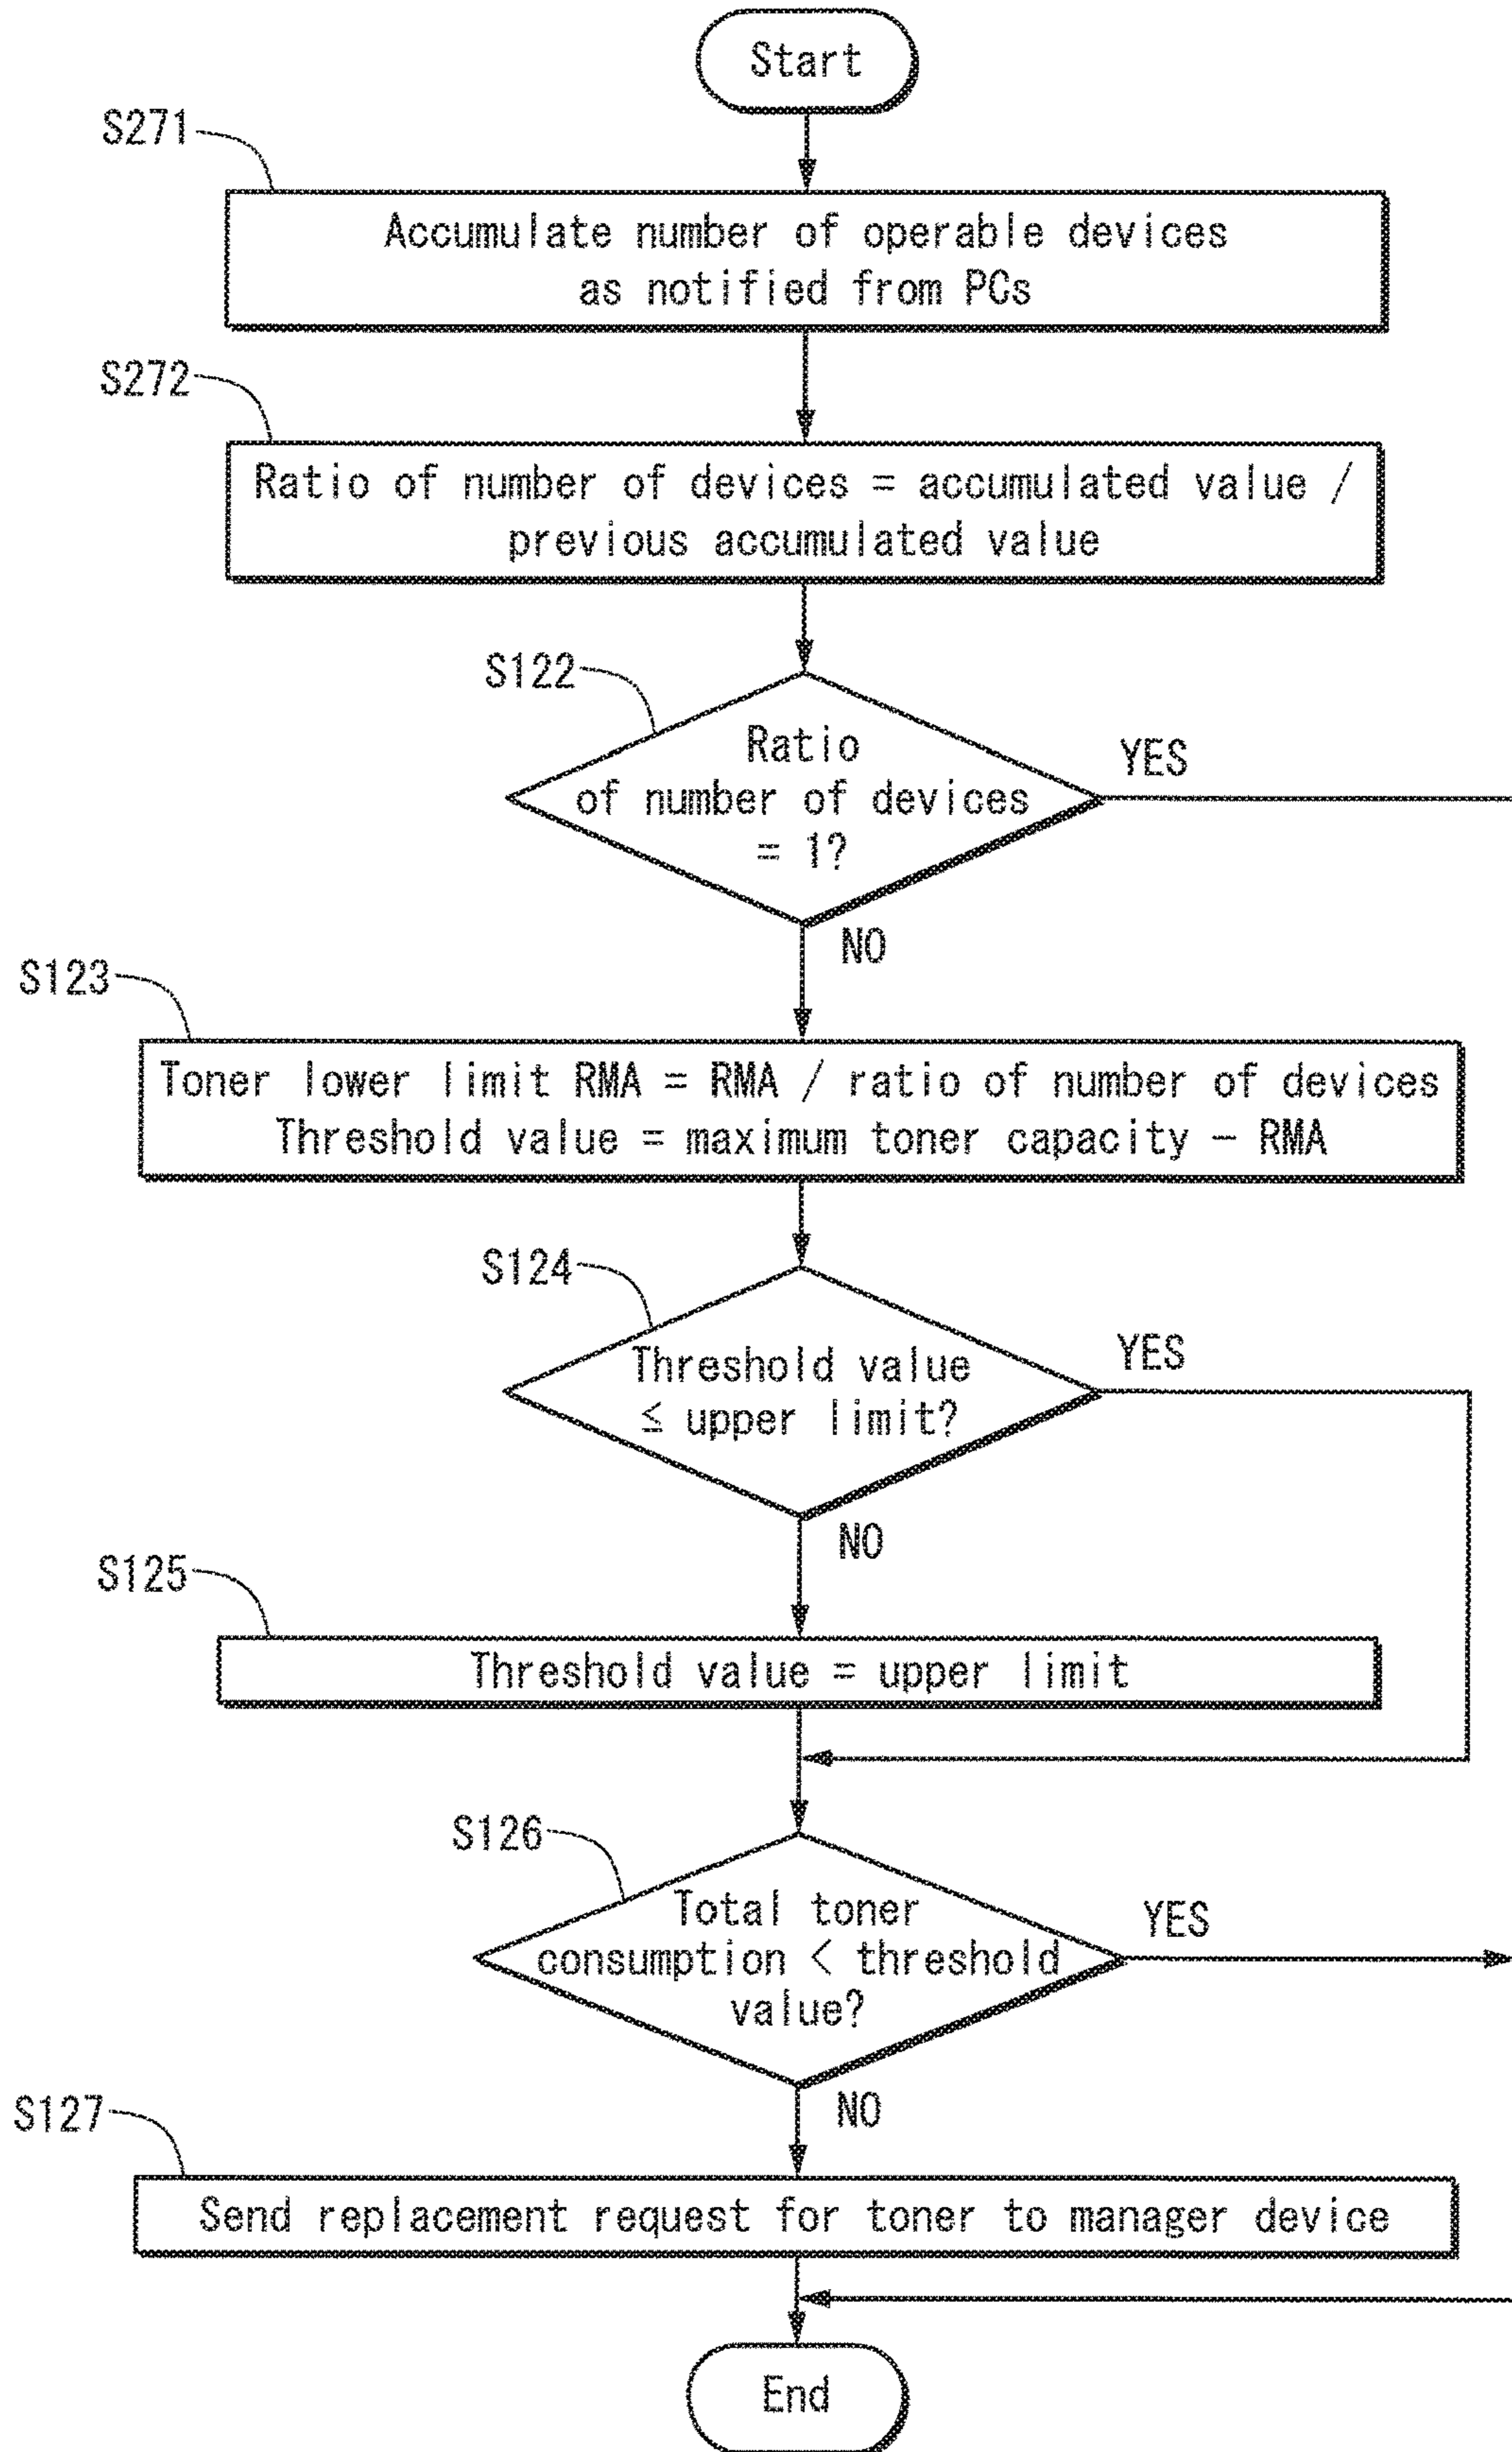 Start
S271
Accumulate number of operable devices
as notified from PCs
S272
Ratio of number of devices = accumulated value /
previous accumulated value
S122
Ratio
of number of devices
= 1?
YES
NO
S123
Toner lower limit RMA = RMA / ratio of number of devices
Threshold value = maximum toner capacity - RMA
S124
Threshold value
≤ upper limit?
YES
NO
S125
Threshold value = upper limit
S126
Total toner
consumption < threshold
value?
YES
NO
S127
Send replacement request for toner to manager device
End